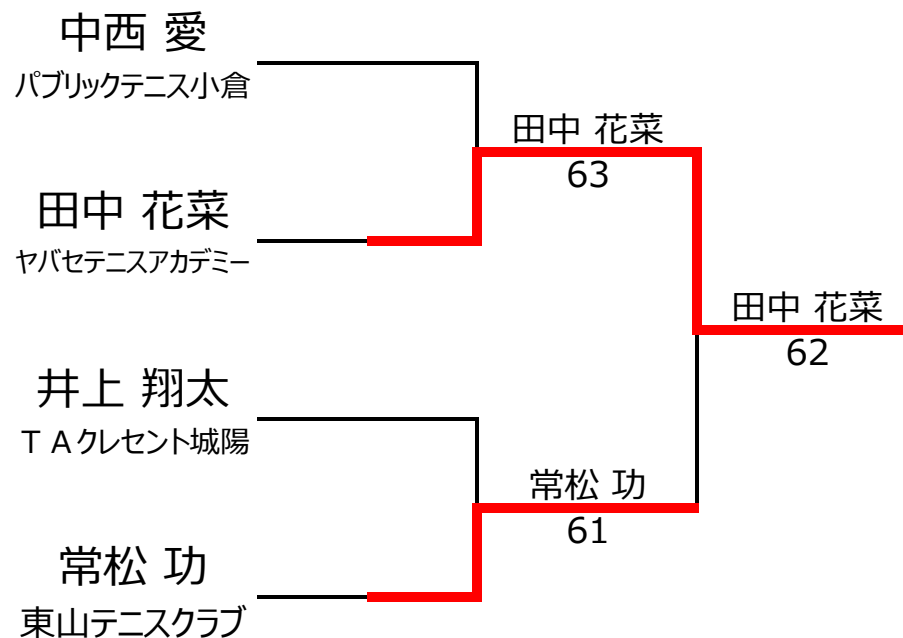 中西 愛
パブリックテニス小倉
田中 花菜
63
田中 花菜
ヤバセテニスアカデミー
田中 花菜
62
井上 翔太
ＴＡクレセント城陽
常松 功
61
常松 功
東山テニスクラブ